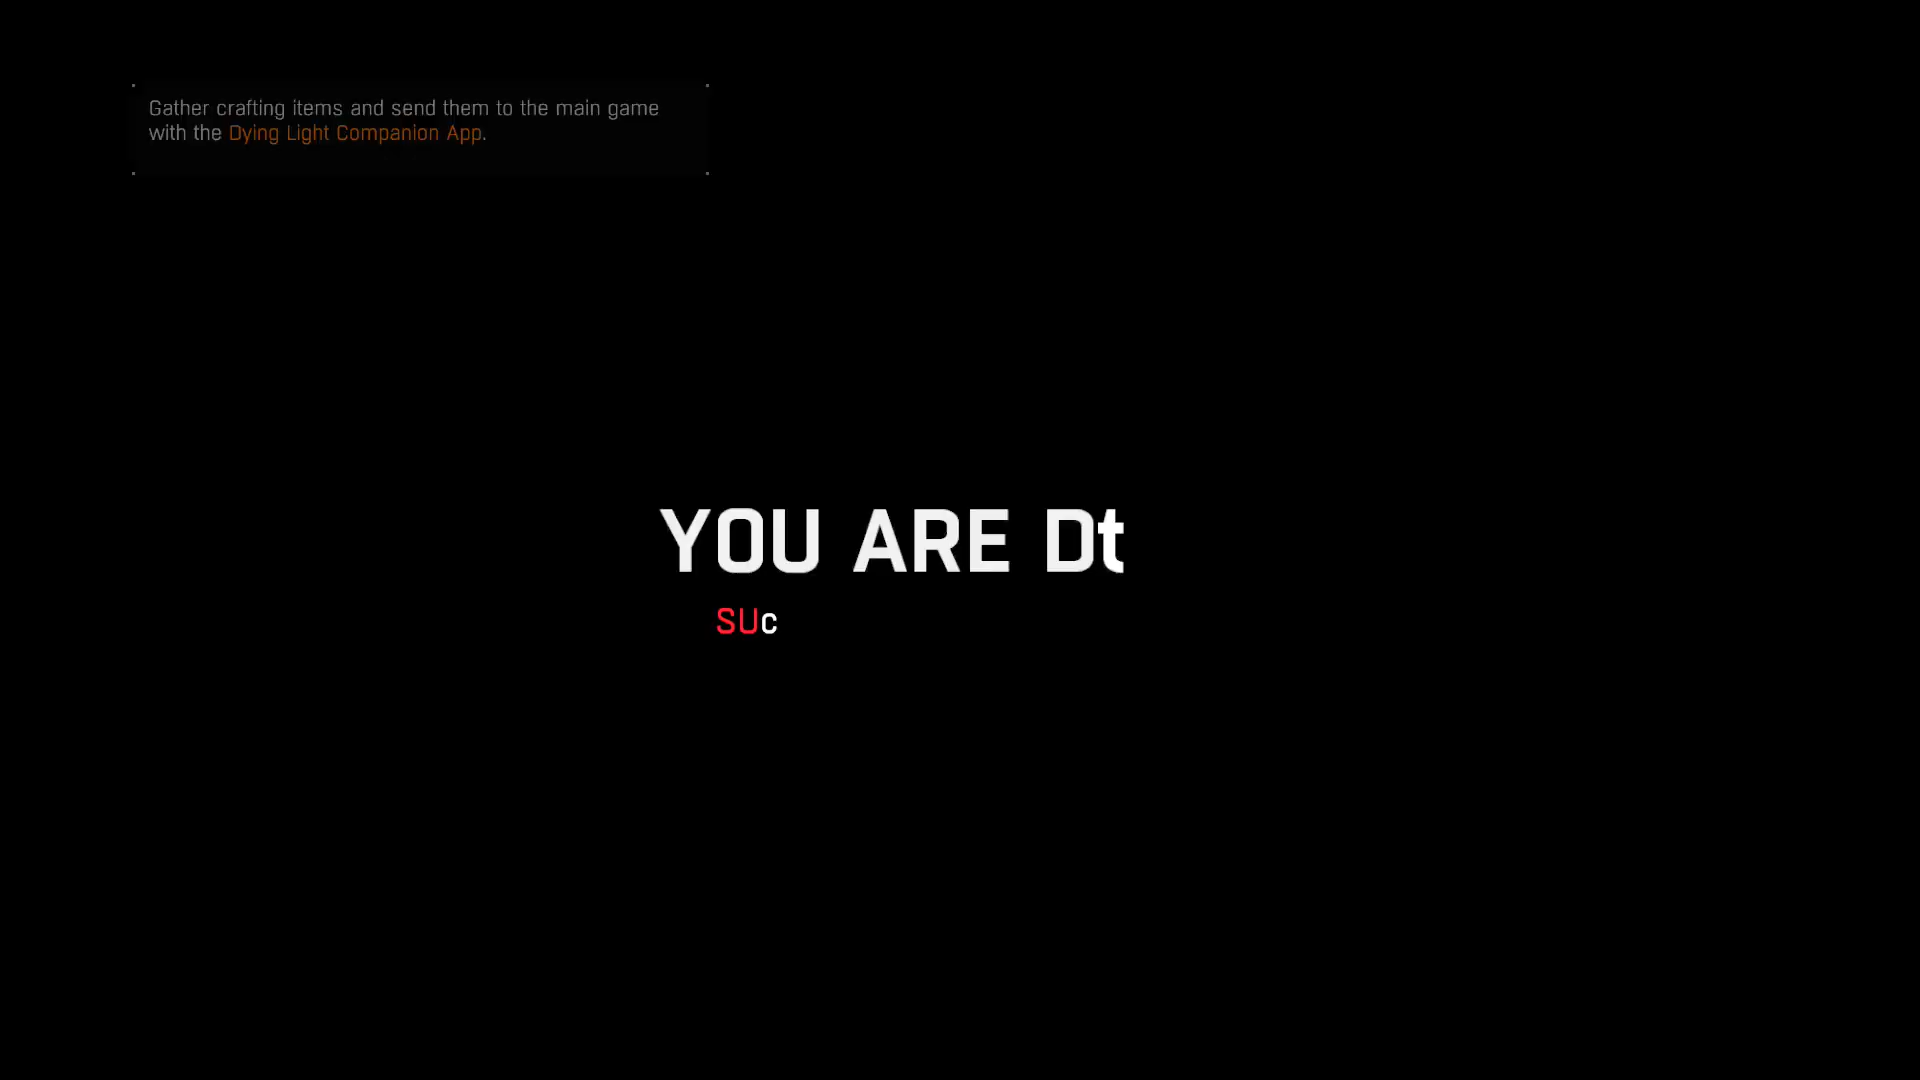 Gather crafting items and send them to the main game
with the Dying Light Companion App.
YOU ARE Dt
SUc